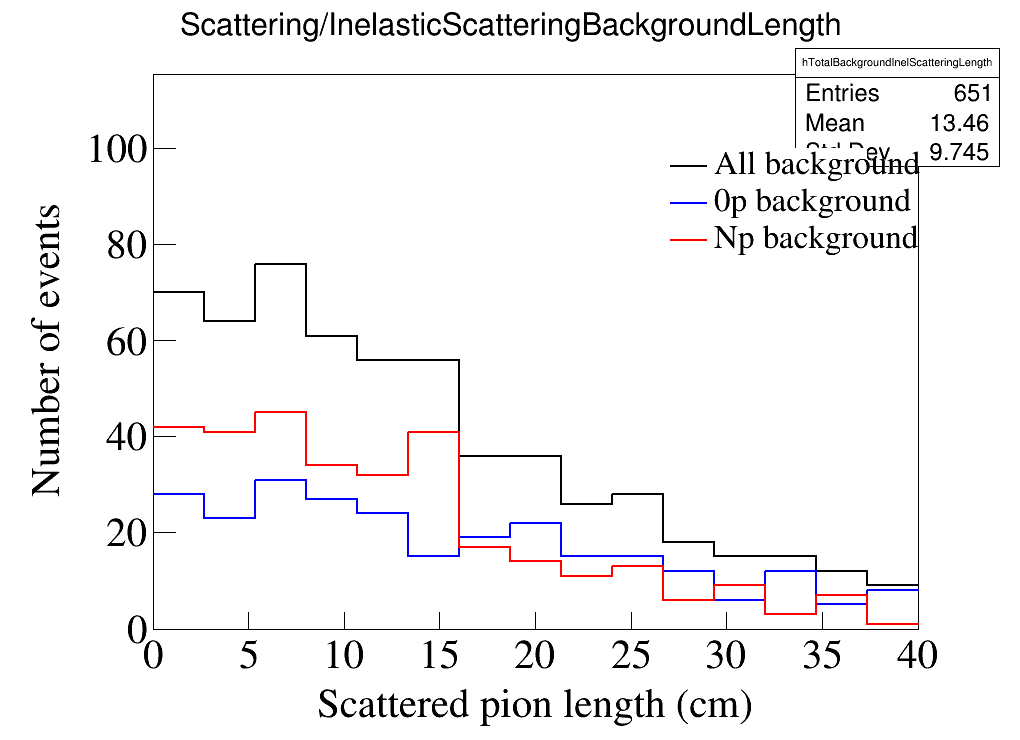 Scattering/InelasticScatteringBackgroundLength
hTotalBackgroundInelScatteringLength
Entries 651
Mean 13.46
Std Dev 9.745
All background
0p background
Np background
Number of events
100
80
60
40
20
0
0 5 10 15 20 25 30 35 40
Scattered pion length (cm)